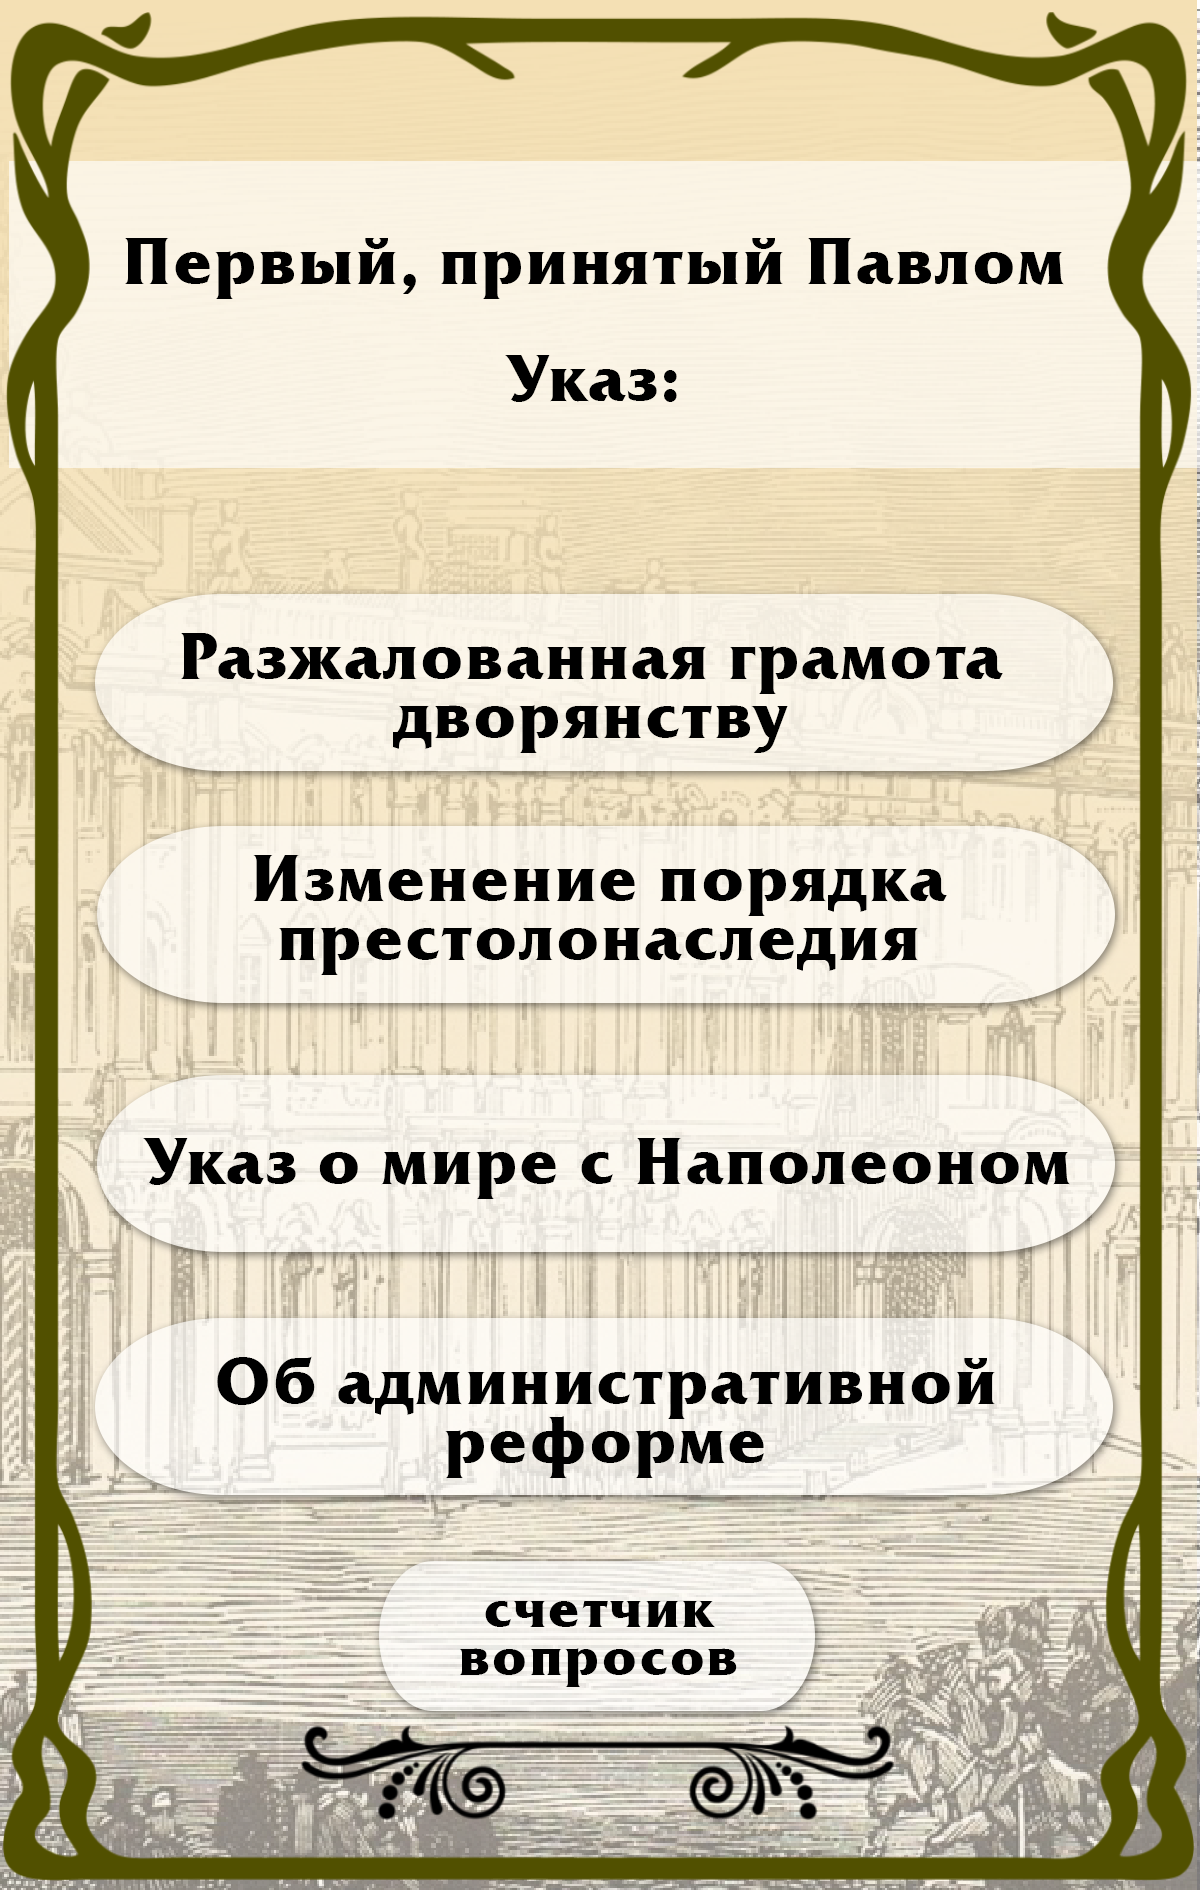 Первый, принятый Павлом
Указ:
Разжалованная грамота
дворянству
Изменение порядка
престолонаследия
Указ о мире с Наполеоном
Об административной
реформе
счетчик
вопросов